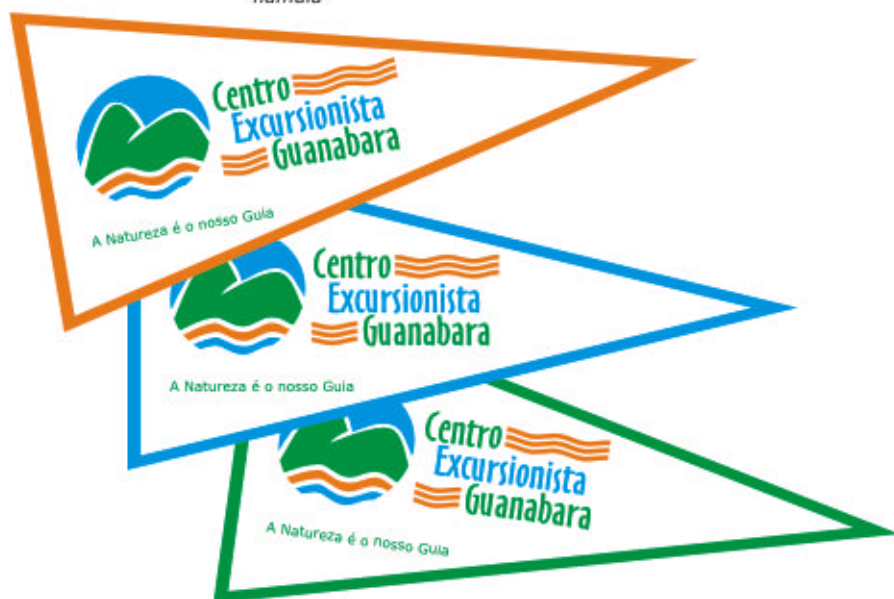 Centro
Excursionista
Guanabara
A Natureza é o nosso Guia
Centro
Excursionista
Guanabara
A Natureza é o nosso Guia
Centro
Excursionista
Guanabara
A Natureza é o nosso Guia